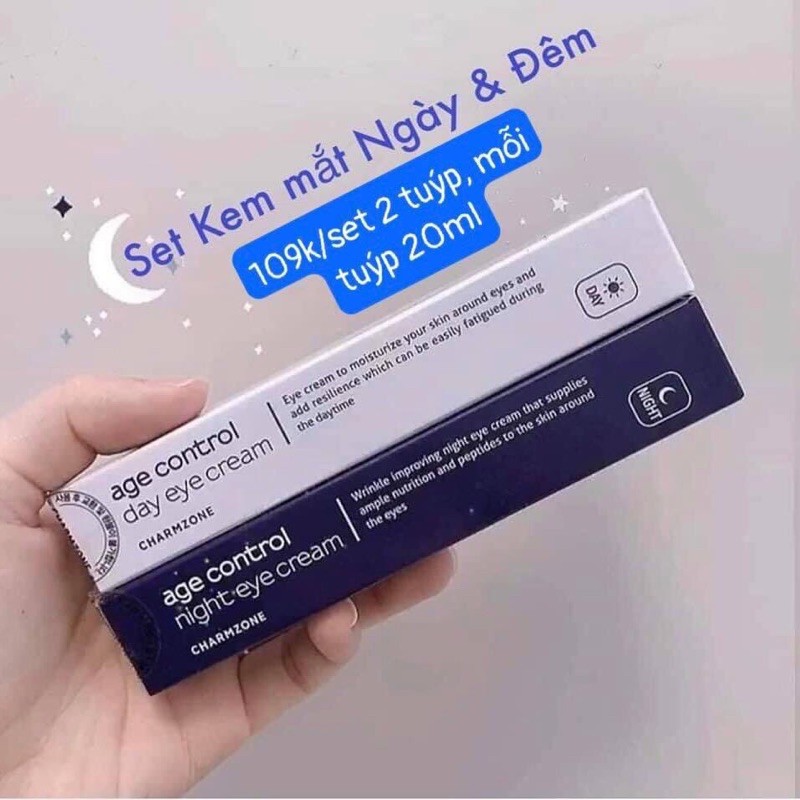 Set Kem mắt Ngày & Đêm
109k/set 2 tuýp, mỗi
tuýp 20ml
age control
day eye cream
CHARMZONE
Eye cream to moisturize your skin around eyes and
add resilience which can be easily fatigued during
the daytime
DAY
age control
night eye cream
CHARMZONE
Wrinkle improving night eye cream that supplies
ample nutrition and peptides to the skin around
the eyes
NIGHT